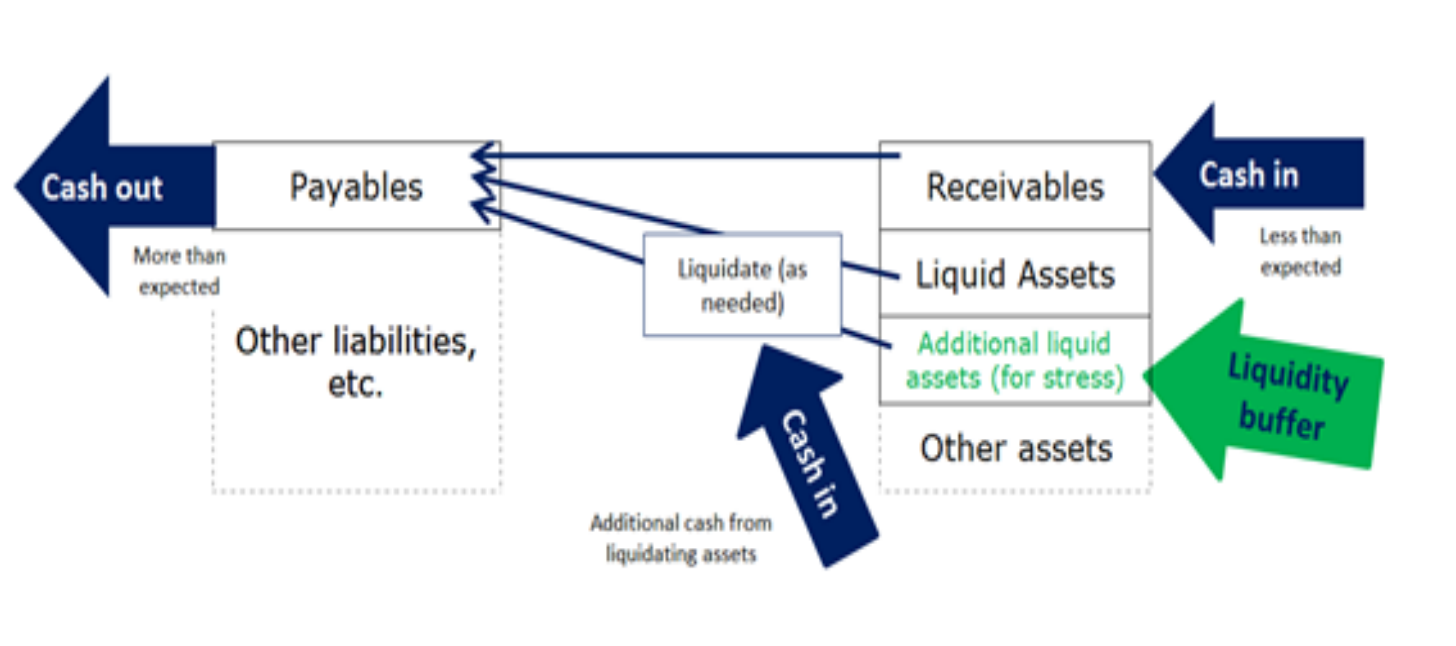 Cash out
Payables
Receivables
Cash in
More than
expected
Less than
expected
Liquidate (as
needed)
Liquid Assets
Other liabilities,
etc.
Additional liquid
assets (for stress)
Liquidity
buffer
Other assets
Cash in
Additional cash from
liquidating assets